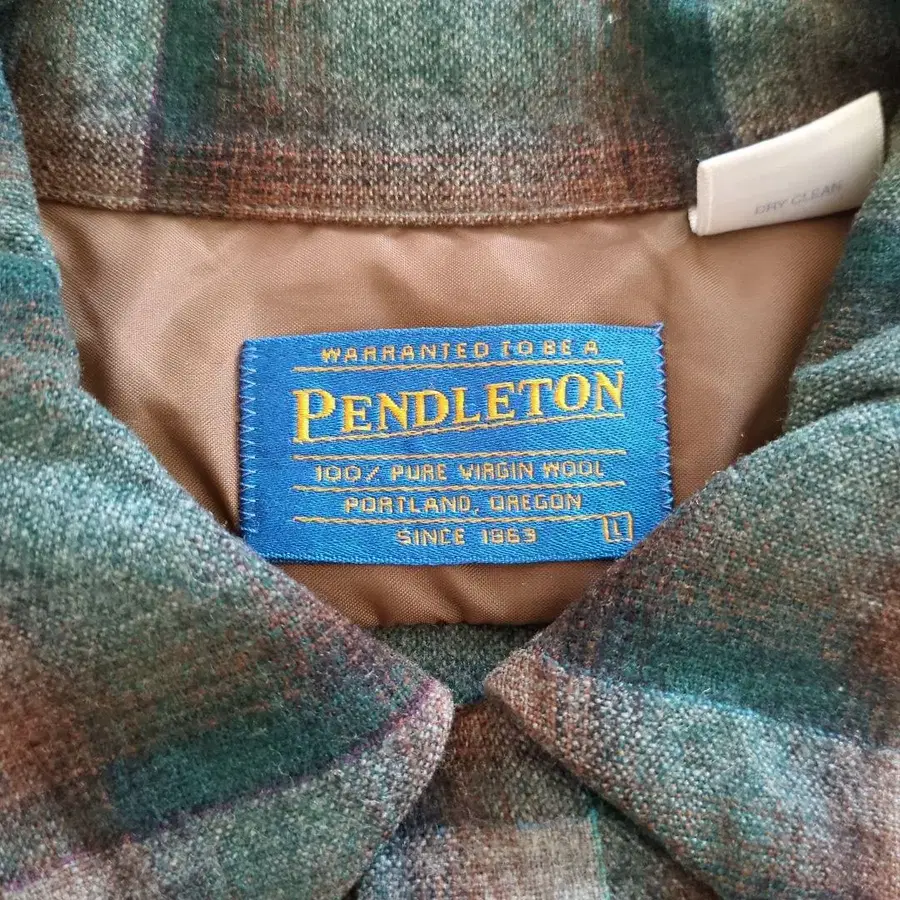 DRY CLEAN
WARRANTED TO BE A
PENDLETON
100% PURE VIRGIN WOOL
PORTLAND, OREGON
SINCE 1863
L